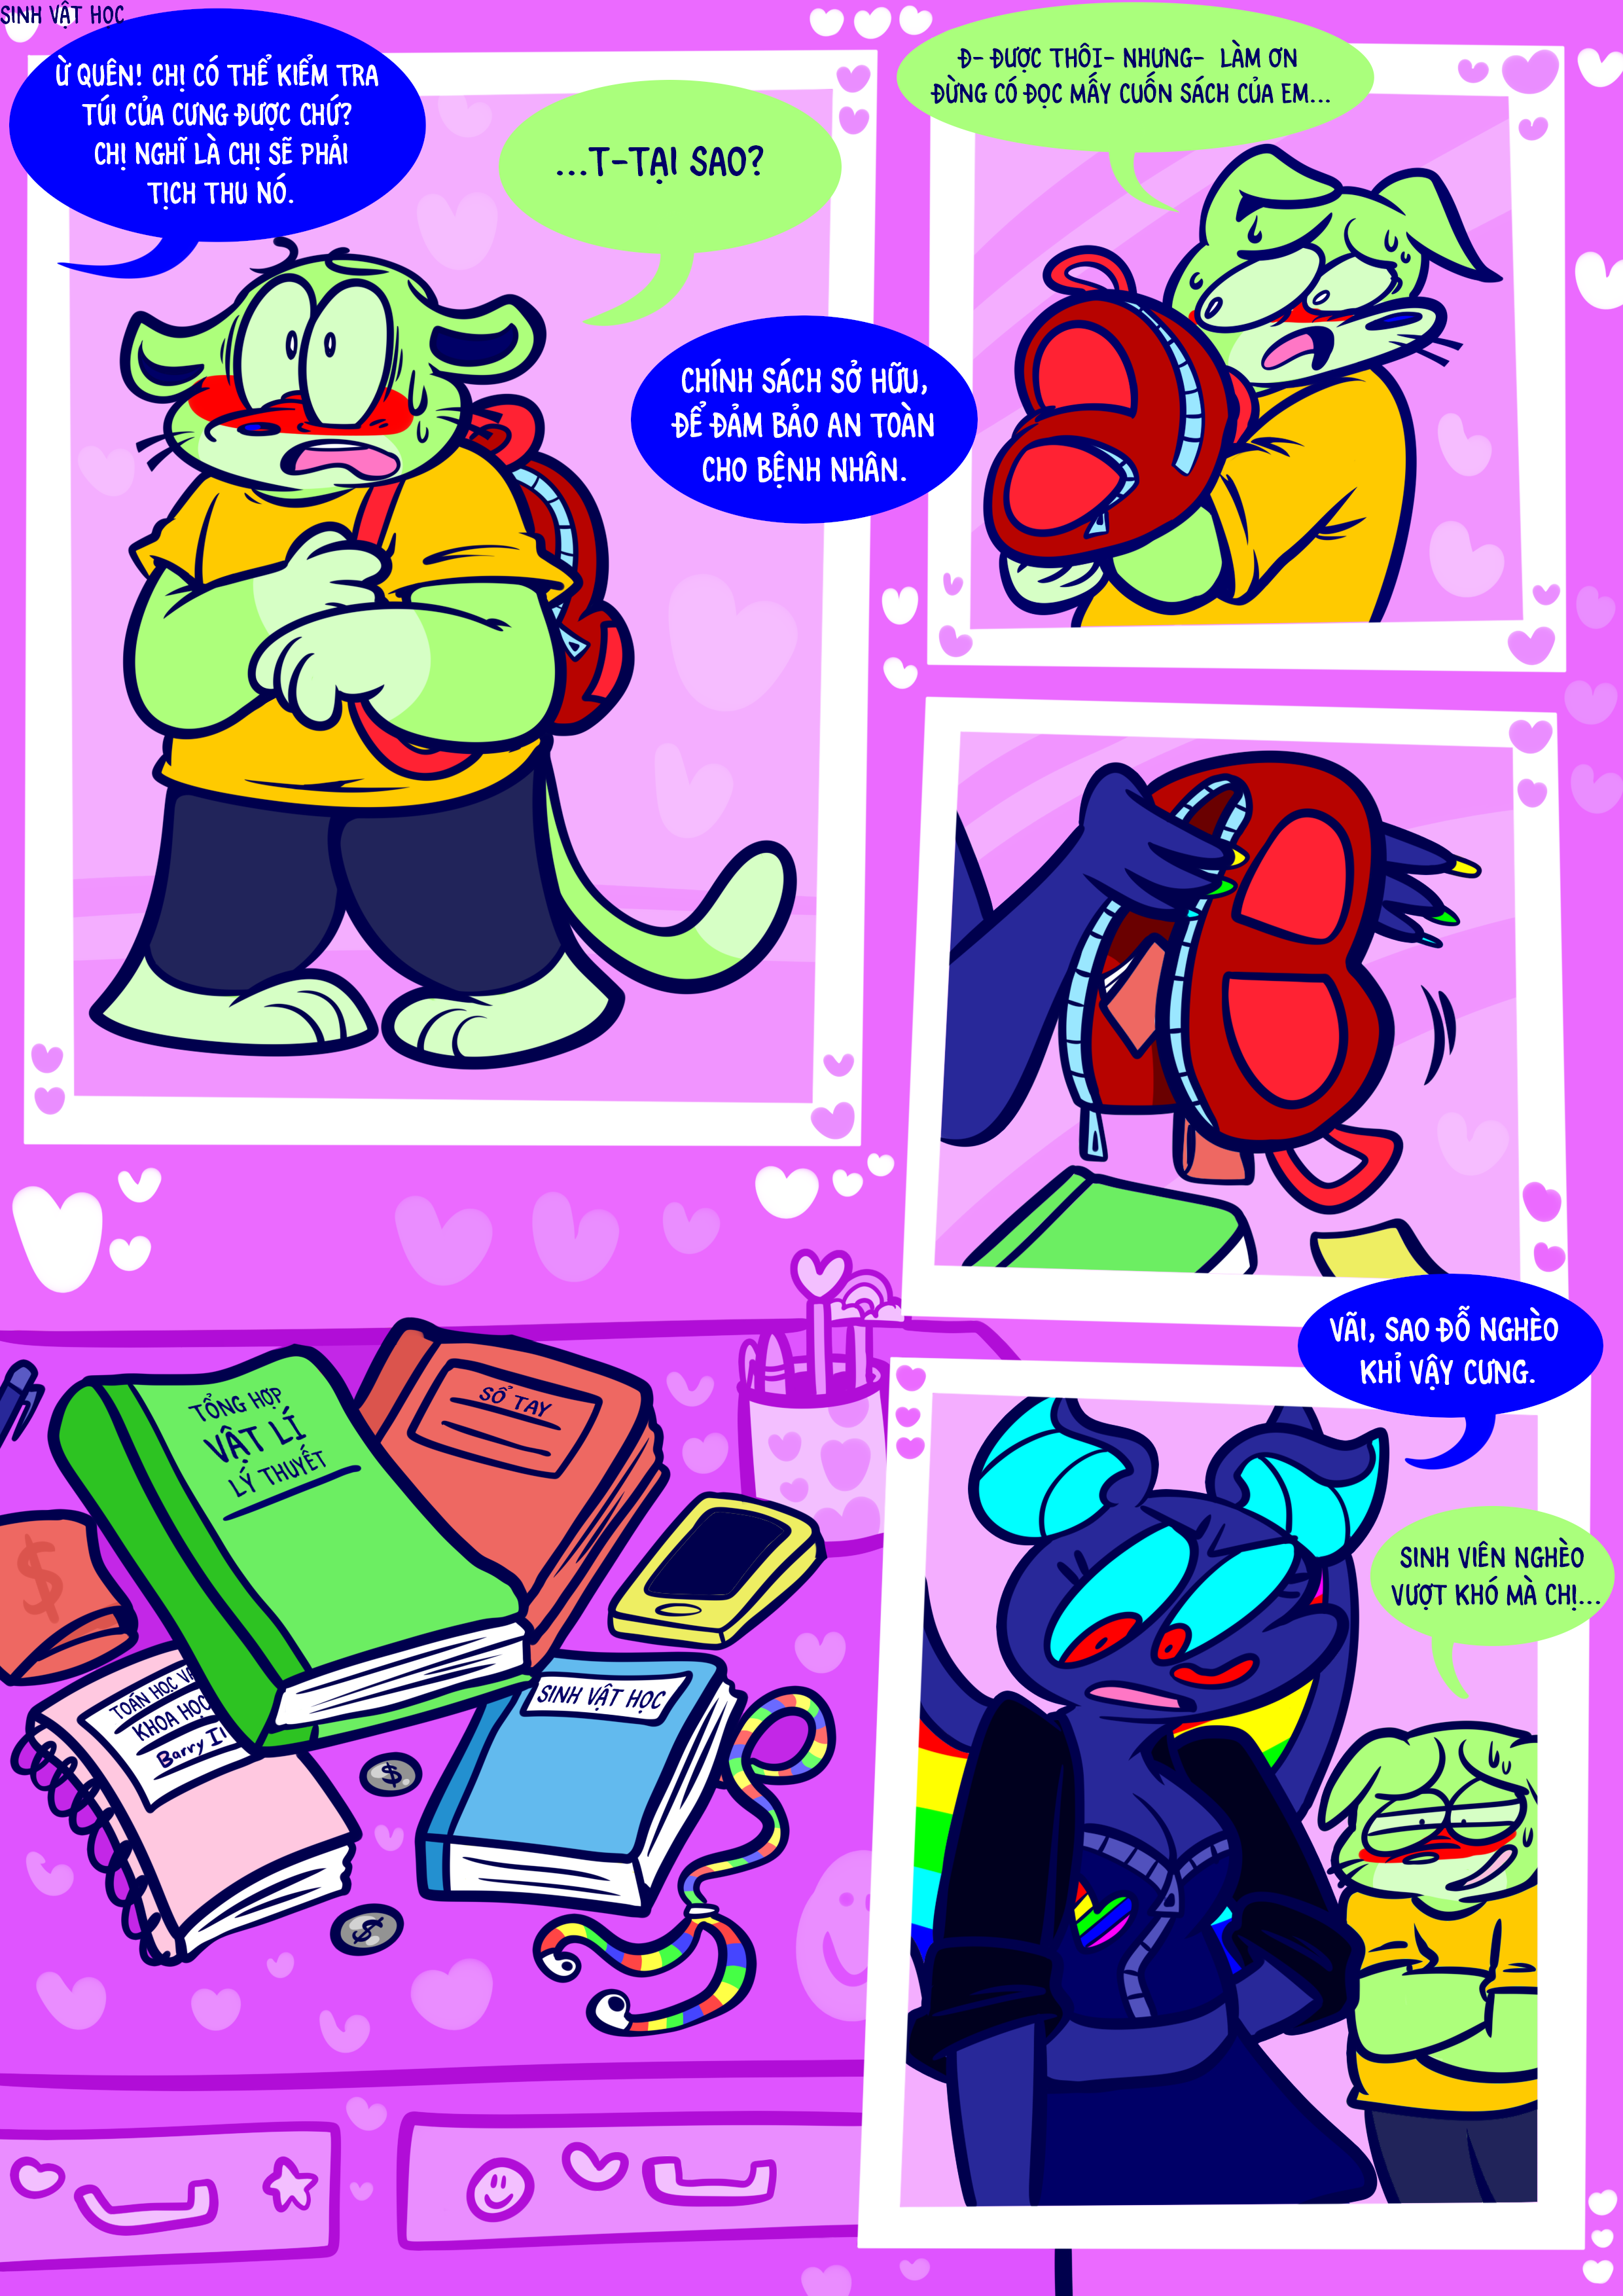 SINH VẬT HỌC
Ừ QUÊN! CHỊ CÓ THỂ KIỂM TRA
TÚI CỦA CƯNG ĐƯỢC CHỨ?
CHỊ NGHĨ LÀ CHỊ SẼ PHẢI
TỊCH THU NÓ.
...T-TẠI SAO?
CHÍNH SÁCH SỞ HỮU,
ĐỂ ĐẢM BẢO AN TOÀN
CHO BỆNH NHÂN.
Đ- ĐƯỢC THÔI- NHƯNG- LÀM ƠN
ĐỪNG CÓ ĐỌC MẤY CUỐN SÁCH CỦA EM...
TỔNG HỢP
VẬT LÍ
LÝ THUYẾT
SỔ TAY
$
TOÁN HỌC
KHOA HỌC
Barry
SINH VẬT HỌC
$
$
VÃI, SAO ĐỖ NGHÈO
KHỈ VẬY CƯNG.
SINH VIÊN NGHÈO
VƯỢT KHÓ MÀ CHỊ...